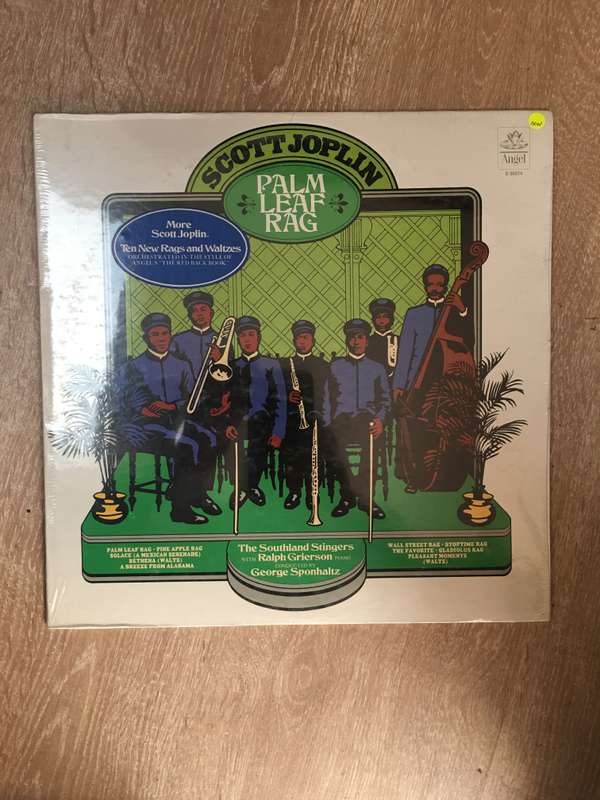 SCOTT JOPLIN
PALM
LEAF
RAG
New
Angel
More
Scott Joplin.
Ten New Rags and Waltzes
ORCHESTRATED IN THE STYLE OF
ANGEL'S "THE RED BACK BOOK"
PALM LEAF RAG · PINE APPLE RAG
SOLACE (A MEXICAN SERENADE)
BETHENA (WALTZ)
A BREEZE FROM ALABAMA
The Southland Stingers
WITH Ralph Grierson PIANO
CONDUCTED BY
George Sponhaltz
WALL STREET RAG · STOPTIME RAG
THE FAVORITE · GLADIOLUS RAG
PLEASANT MOMENTS
(WALTZ)